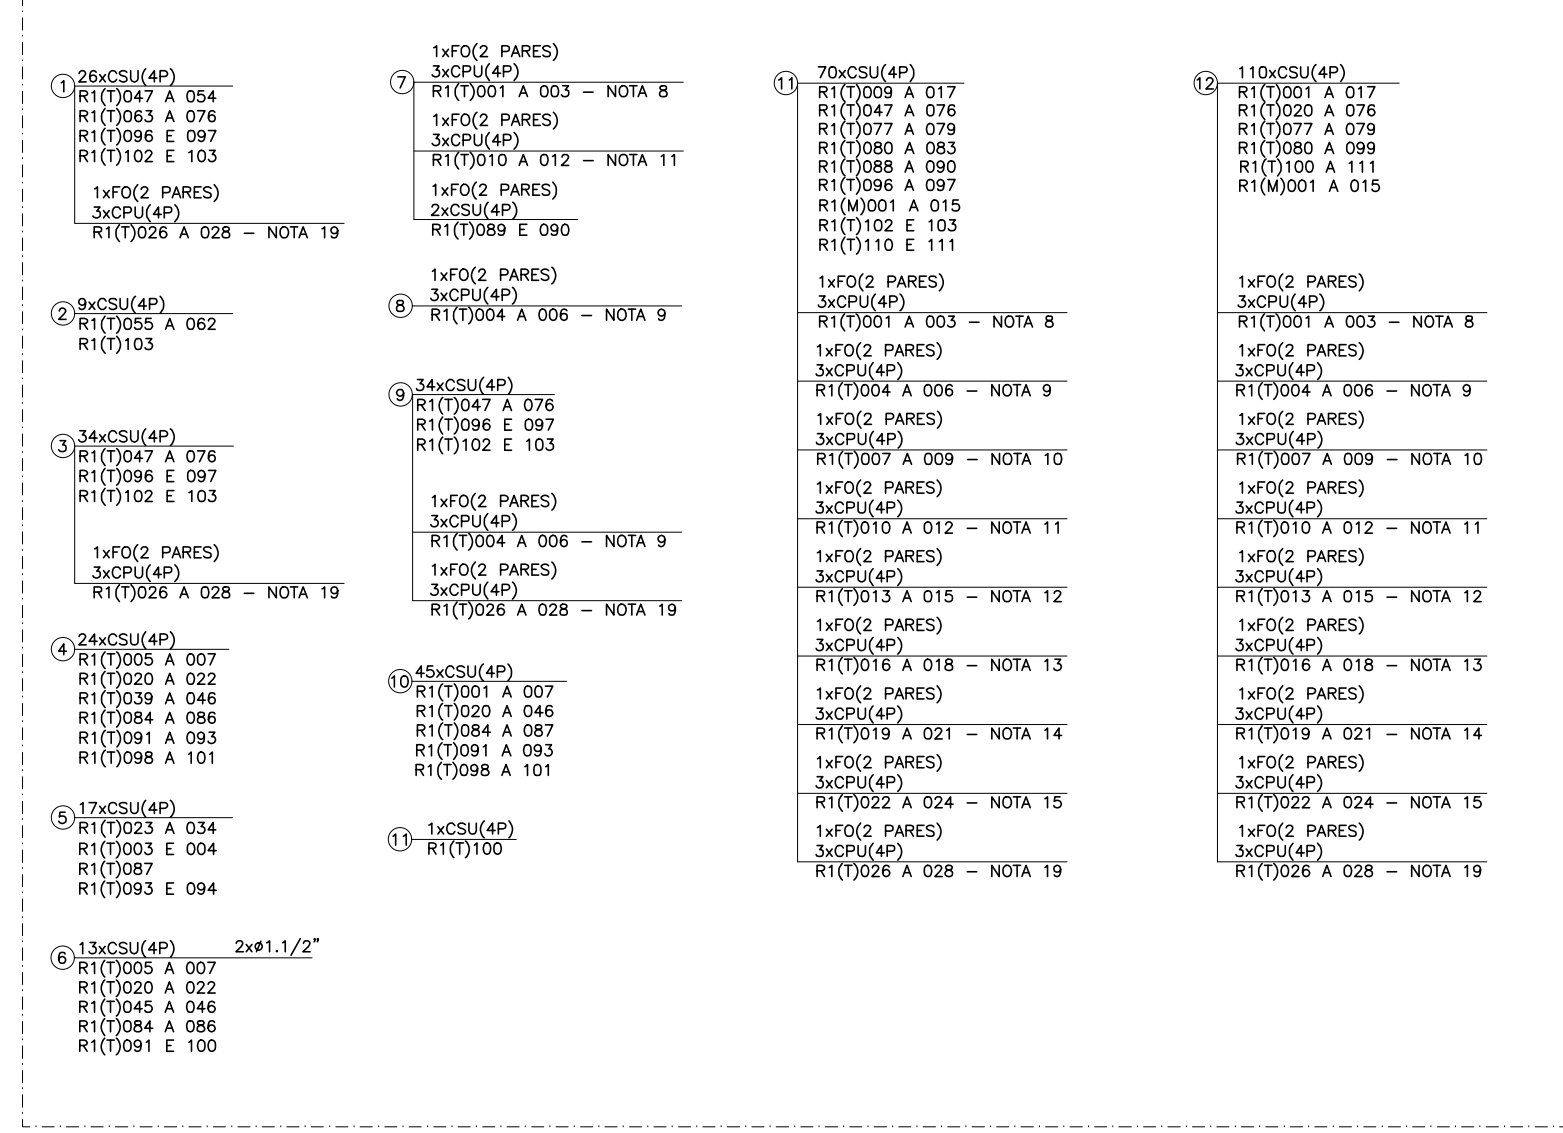 1
26xCSU(4P)
R1(T)047 A 054
R1(T)063 A 076
R1(T)096 E 097
R1(T)102 E 103
1xFO(2 PARES)
3xCPU(4P)
R1(T)026 A 028 – NOTA 19
2
9xCSU(4P)
R1(T)055 A 062
R1(T)103
3
34xCSU(4P)
R1(T)047 A 076
R1(T)096 E 097
R1(T)102 E 103
1xFO(2 PARES)
3xCPU(4P)
R1(T)026 A 028 – NOTA 19
4
24xCSU(4P)
R1(T)005 A 007
R1(T)020 A 022
R1(T)039 A 046
R1(T)084 A 086
R1(T)091 A 093
R1(T)098 A 101
5
17xCSU(4P)
R1(T)023 A 034
R1(T)003 E 004
R1(T)087
R1(T)093 E 094
6
13xCSU(4P) 2xø1.1/2”
R1(T)005 A 007
R1(T)020 A 022
R1(T)045 A 046
R1(T)084 A 086
R1(T)091 E 100
7
1xFO(2 PARES)
3xCPU(4P)
R1(T)001 A 003 – NOTA 8
1xFO(2 PARES)
3xCPU(4P)
R1(T)010 A 012 – NOTA 11
1xFO(2 PARES)
2xCSU(4P)
R1(T)089 E 090
8
1xFO(2 PARES)
3xCPU(4P)
R1(T)004 A 006 – NOTA 9
9
34xCSU(4P)
R1(T)047 A 076
R1(T)096 E 097
R1(T)102 E 103
1xFO(2 PARES)
3xCPU(4P)
R1(T)004 A 006 – NOTA 9
1xFO(2 PARES)
3xCPU(4P)
R1(T)026 A 028 – NOTA 19
10
45xCSU(4P)
R1(T)001 A 007
R1(T)020 A 046
R1(T)084 A 087
R1(T)091 A 093
R1(T)098 A 101
11
1xCSU(4P)
R1(T)100
11
70xCSU(4P)
R1(T)009 A 017
R1(T)047 A 076
R1(T)077 A 079
R1(T)080 A 083
R1(T)088 A 090
R1(T)096 A 097
R1(M)001 A 015
R1(T)102 E 103
R1(T)110 E 111
1xFO(2 PARES)
3xCPU(4P)
R1(T)001 A 003 – NOTA 8
1xFO(2 PARES)
3xCPU(4P)
R1(T)004 A 006 – NOTA 9
1xFO(2 PARES)
3xCPU(4P)
R1(T)007 A 009 – NOTA 10
1xFO(2 PARES)
3xCPU(4P)
R1(T)010 A 012 – NOTA 11
1xFO(2 PARES)
3xCPU(4P)
R1(T)013 A 015 – NOTA 12
1xFO(2 PARES)
3xCPU(4P)
R1(T)016 A 018 – NOTA 13
1xFO(2 PARES)
3xCPU(4P)
R1(T)019 A 021 – NOTA 14
1xFO(2 PARES)
3xCPU(4P)
R1(T)022 A 024 – NOTA 15
1xFO(2 PARES)
3xCPU(4P)
R1(T)026 A 028 – NOTA 19
12
110xCSU(4P)
R1(T)001 A 017
R1(T)020 A 076
R1(T)077 A 079
R1(T)080 A 099
R1(T)100 A 111
R1(M)001 A 015
1xFO(2 PARES)
3xCPU(4P)
R1(T)001 A 003 – NOTA 8
1xFO(2 PARES)
3xCPU(4P)
R1(T)004 A 006 – NOTA 9
1xFO(2 PARES)
3xCPU(4P)
R1(T)007 A 009 – NOTA 10
1xFO(2 PARES)
3xCPU(4P)
R1(T)010 A 012 – NOTA 11
1xFO(2 PARES)
3xCPU(4P)
R1(T)013 A 015 – NOTA 12
1xFO(2 PARES)
3xCPU(4P)
R1(T)016 A 018 – NOTA 13
1xFO(2 PARES)
3xCPU(4P)
R1(T)019 A 021 – NOTA 14
1xFO(2 PARES)
3xCPU(4P)
R1(T)022 A 024 – NOTA 15
1xFO(2 PARES)
3xCPU(4P)
R1(T)026 A 028 – NOTA 19